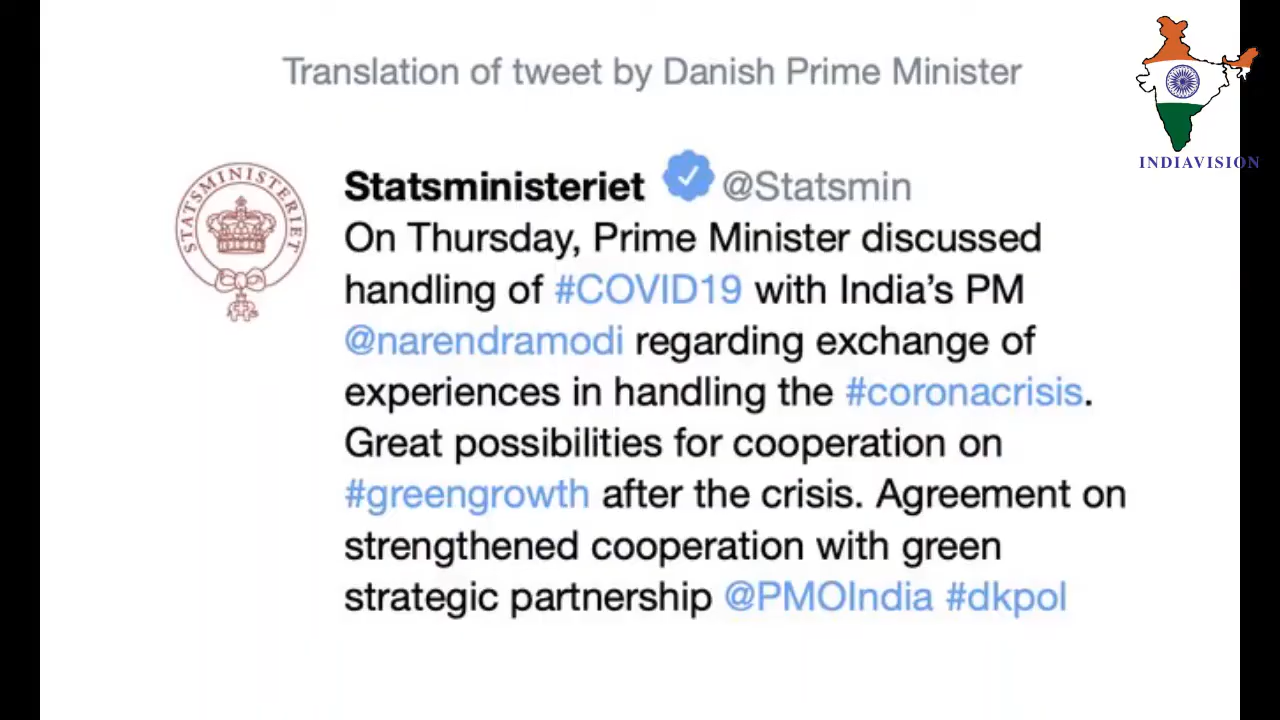 Translation of tweet by Danish Prime Minister
INDIAVISION
STATSMINISTERIET
Statsministeriet @Statsmin
On Thursday, Prime Minister discussed
handling of #COVID19 with India’s PM
@narendramodi regarding exchange of
experiences in handling the #coronacrisis.
Great possibilities for cooperation on
#greengrowth after the crisis. Agreement on
strengthened cooperation with green
strategic partnership @PMOIndia #dkpol